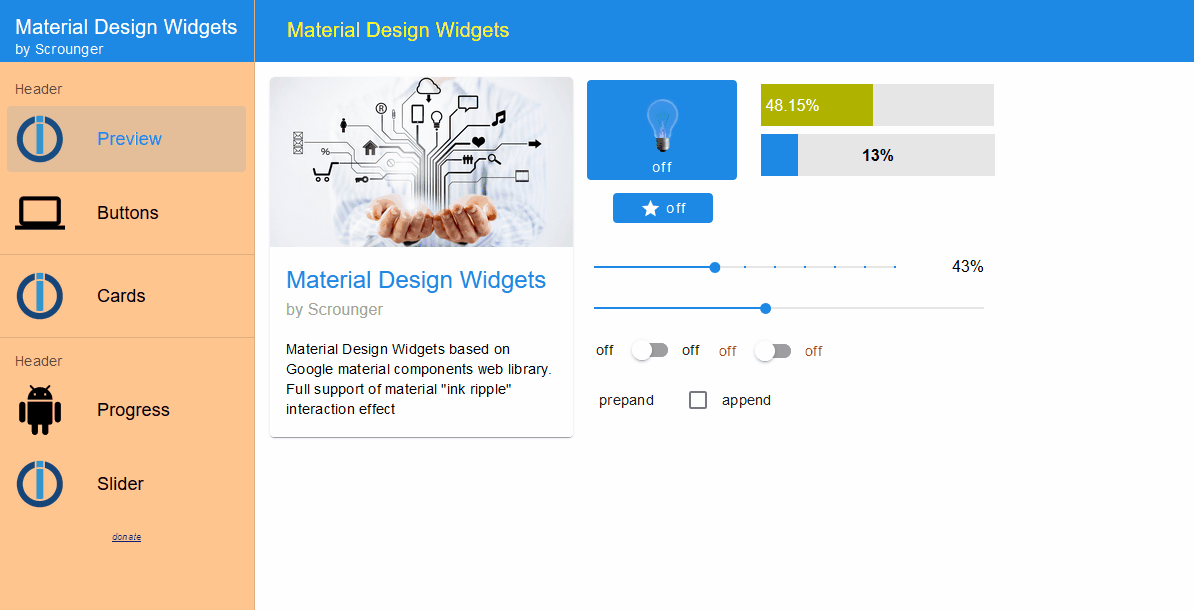 Material Design Widgets
by Scrounger
Material Design Widgets
Header
Preview
Buttons
Cards
Header
Progress
Slider
donate
®
%
Material Design Widgets
by Scrounger
Material Design Widgets based on
Google material components web library.
Full support of material "ink ripple"
interaction effect
off
off
48.15%
13%
43%
off off off off
prepand append